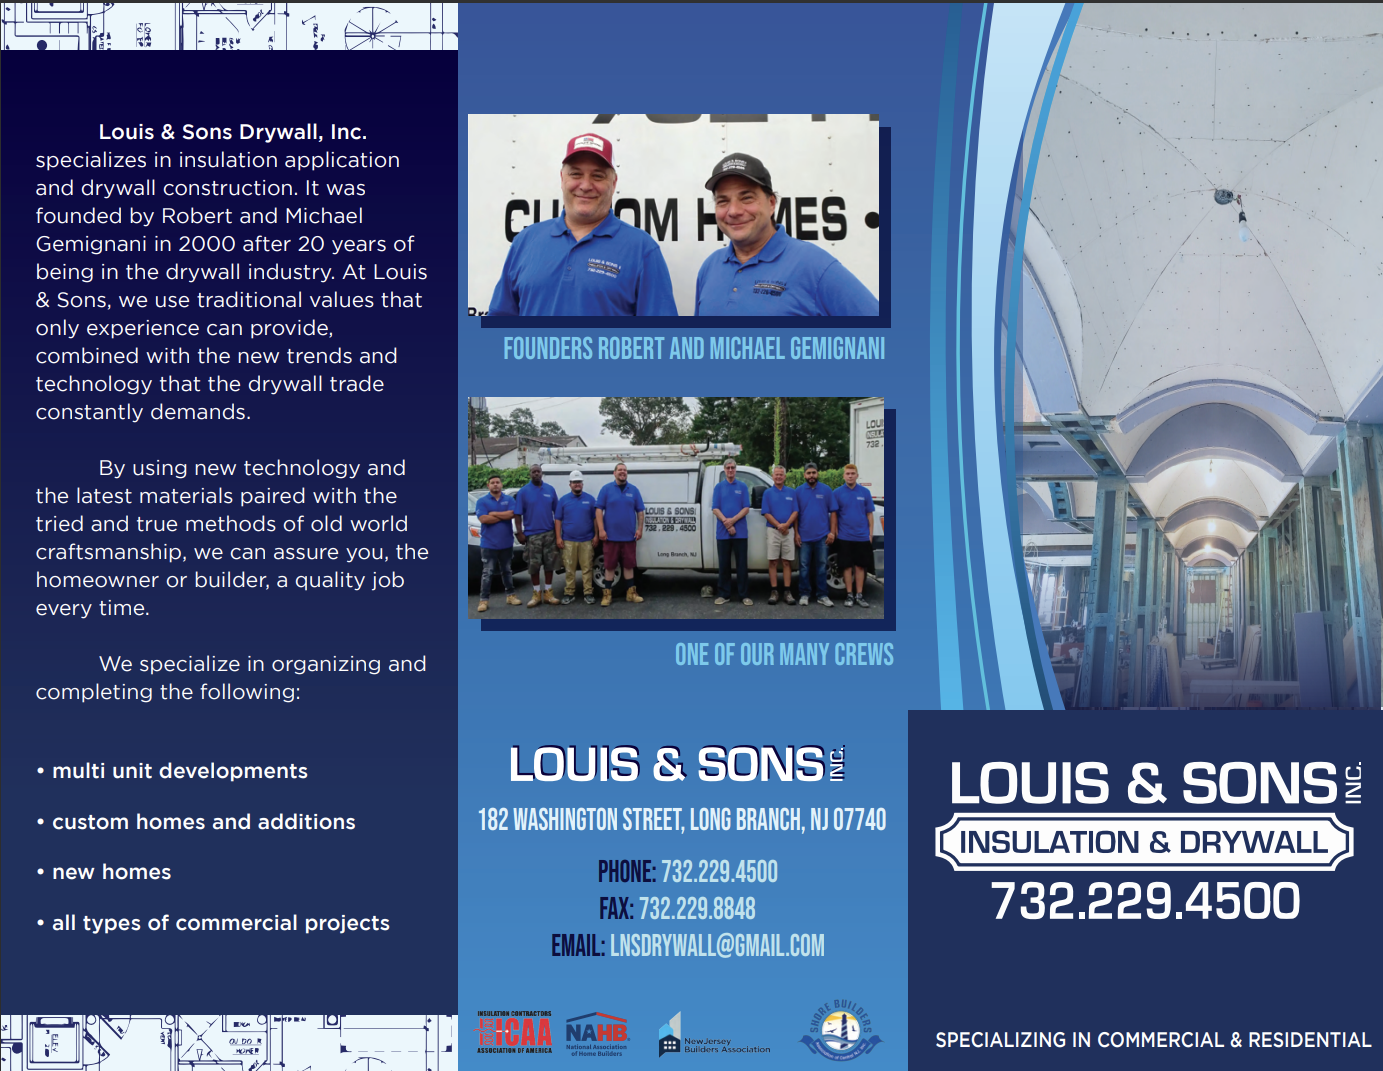 Louis & Sons Drywall, Inc.
specializes in insulation application
and drywall construction. It was
founded by Robert and Michael
Gemignani in 2000 after 20 years of
being in the drywall industry. At Louis
& Sons, we use traditional values that
only experience can provide,
combined with the new trends and
technology that the drywall trade
constantly demands.
By using new technology and
the latest materials paired with the
tried and true methods of old world
craftsmanship, we can assure you, the
homeowner or builder, a quality job
every time.
We specialize in organizing and
completing the following:
• multi unit developments
• custom homes and additions
• new homes
• all types of commercial projects
ELEV.
HOMES •
FOUNDERS ROBERT AND MICHAEL GEMIGNANI
LOUIS & SONS
INSULATION & DRYWALL
732 . 229 . 4500
Long Branch, NJ
732 .
ONE OF OUR MANY CREWS
LOUIS & SONS INC.
182 WASHINGTON STREET, LONG BRANCH, NJ 07740
PHONE: 732.229.4500
FAX: 732.229.8848
EMAIL: LNSDRYWALL@GMAIL.COM
INSULATION CONTRACTORS
ICAA
ASSOCIATION OF AMERICA
NAHB
National Association
of Home Builders
NewJersey
Builders Association
SHORE BUILDERS
LOUIS & SONS INC.
INSULATION & DRYWALL
732.229.4500
SPECIALIZING IN COMMERCIAL & RESIDENTIAL